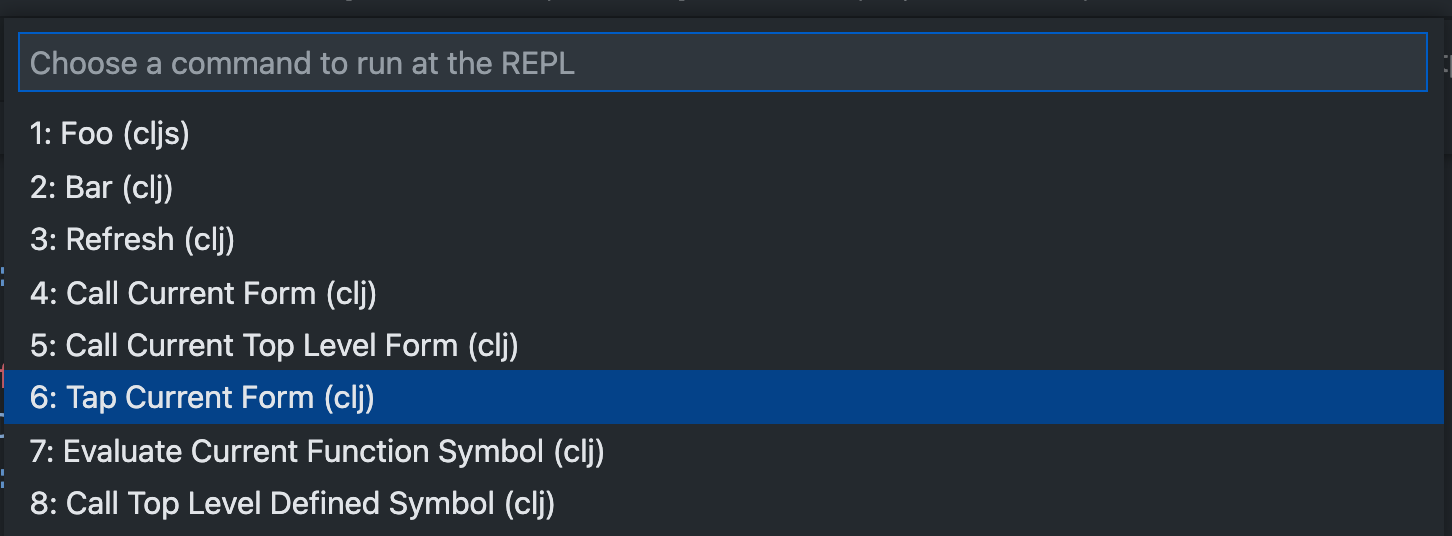 Choose a command to run at the REPL
1: Foo (cljs)
2: Bar (clj)
3: Refresh (clj)
4: Call Current Form (clj)
5: Call Current Top Level Form (clj)
6: Tap Current Form (clj)
7: Evaluate Current Function Symbol (clj)
8: Call Top Level Defined Symbol (clj)